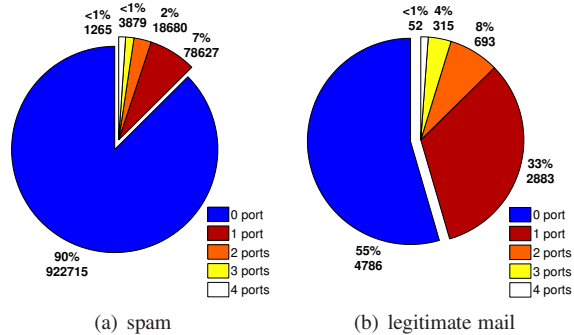 <1%
1265
<1%
3879
2%
18680
7%
78627
90%
922715
0 port
1 port
2 ports
3 ports
4 ports
(a) spam
<1%
52
4%
315
8%
693
33%
2883
55%
4786
0 port
1 port
2 ports
3 ports
4 ports
(b) legitimate mail